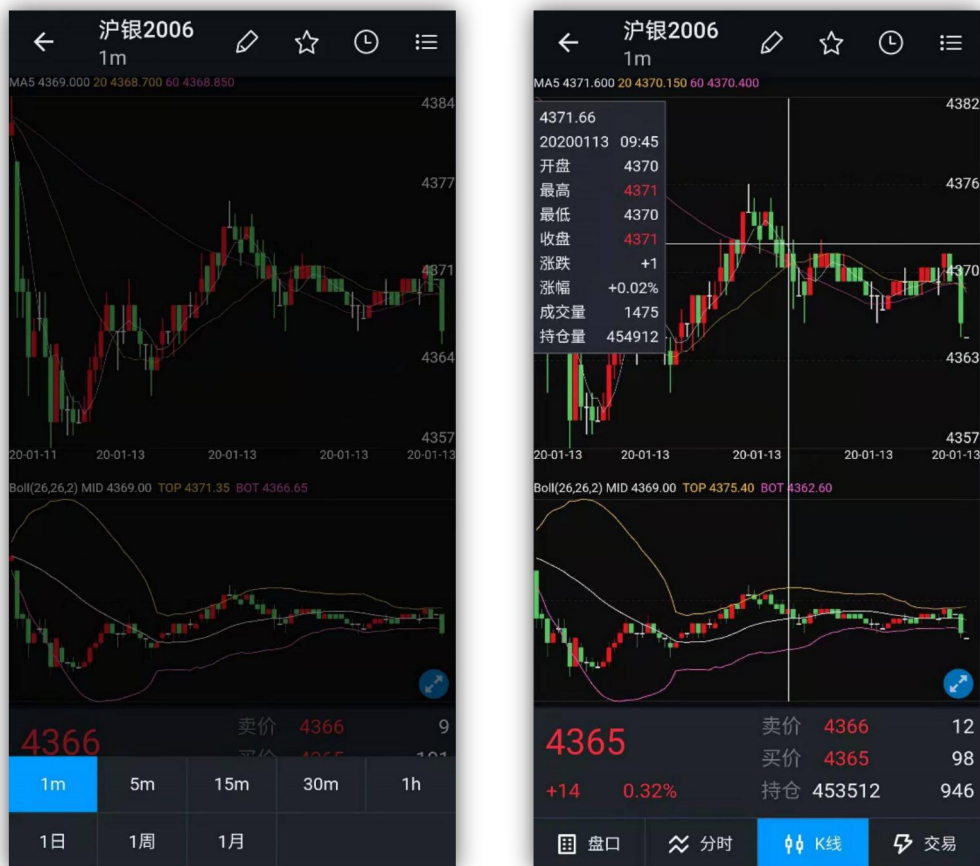 沪银2006
1m
MA5 4369.000 20 4368.700 60 4368.850
4384
4377
4371
4364
4357
20-01-11 20-01-13 20-01-13 20-01-13 20-01-13
Boll(26,26,2) MID 4369.00 TOP 4371.35 BOT 4366.65
4366
卖价 4366 9
买价 4365 101
1m 5m 15m 30m 1h
1日 1周 1月
沪银2006
1m
MA5 4371.600 20 4370.150 60 4370.400
4371.66
20200113 09:45
开盘 4370
最高 4371
最低 4370
收盘 4371
涨跌 +1
涨幅 +0.02%
成交量 1475
持仓量 454912
4382
4376
4370
4363
4357
20-01-13 20-01-13 20-01-13 20-01-13 20-01-13
Boll(26,26,2) MID 4369.00 TOP 4375.40 BOT 4362.60
4365
卖价 4366 12
买价 4365 98
+14 0.32% 持仓 453512 946
盘口 分时 K线 交易